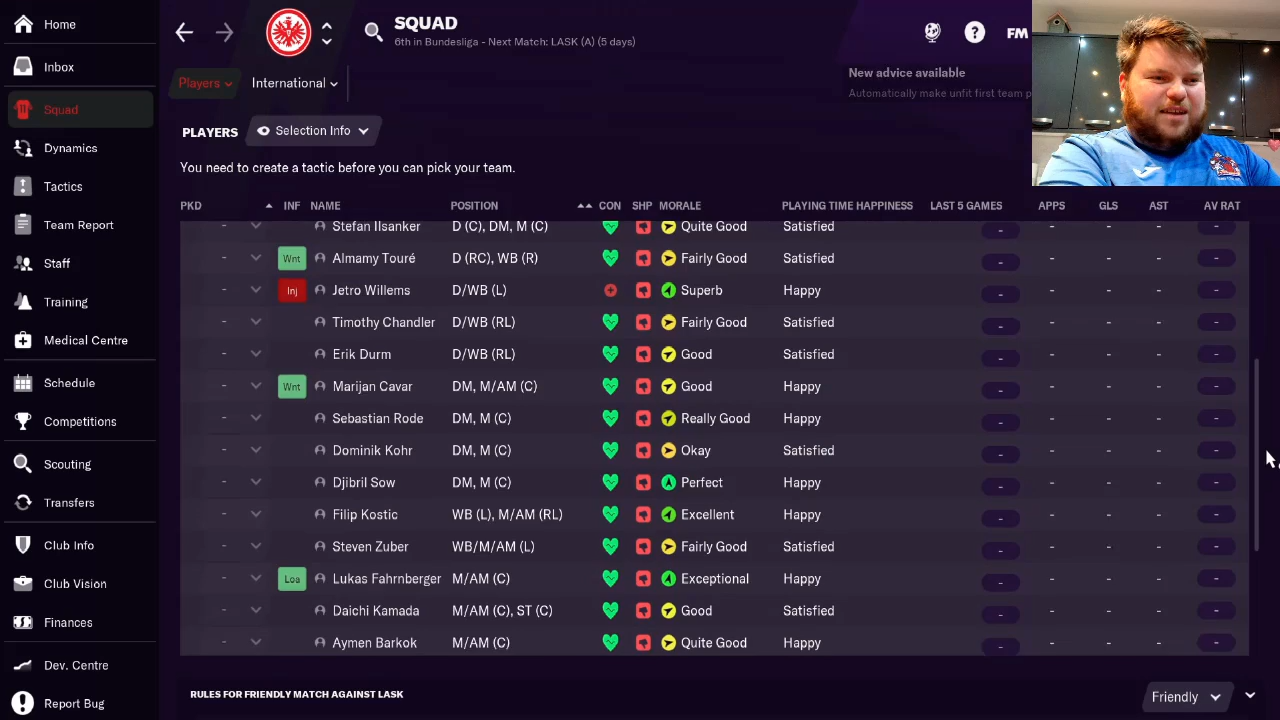 Home
Inbox
Squad
Dynamics
Tactics
Team Report
Staff
Training
Medical Centre
Schedule
Competitions
Scouting
Transfers
Club Info
Club Vision
Finances
Dev. Centre
Report Bug
SQUAD
6th in Bundesliga - Next Match: LASK (A) (5 days)
? FM
Players International
New advice available
Automatically make unfit first team p
PLAYERS Selection Info
You need to create a tactic before you can pick your team.
PKD INF NAME POSITION CON SHP MORALE PLAYING TIME HAPPINESS LAST 5 GAMES APPS GLS AST AV RAT
- Stefan Ilsanker D (C), DM, M (C) Quite Good Satisfied - - - - -
- Wnt Almamy Touré D (RC), WB (R) Fairly Good Satisfied - - - - -
- Inj Jetro Willems D/WB (L) Superb Happy - - - - -
- Timothy Chandler D/WB (RL) Fairly Good Satisfied - - - - -
- Erik Durm D/WB (RL) Good Satisfied - - - - -
- Wnt Marijan Cavar DM, M/AM (C) Good Happy - - - - -
- Sebastian Rode DM, M (C) Really Good Happy - - - - -
- Dominik Kohr DM, M (C) Okay Satisfied - - - - -
- Djibril Sow DM, M (C) Perfect Happy - - - - -
- Filip Kostic WB (L), M/AM (RL) Excellent Happy - - - - -
- Steven Zuber WB/M/AM (L) Fairly Good Satisfied - - - - -
- Loa Lukas Fahrnberger M/AM (C) Exceptional Happy - - - - -
- Daichi Kamada M/AM (C), ST (C) Good Satisfied - - - - -
- Aymen Barkok M/AM (C) Quite Good Happy - - - - -
RULES FOR FRIENDLY MATCH AGAINST LASK
Friendly